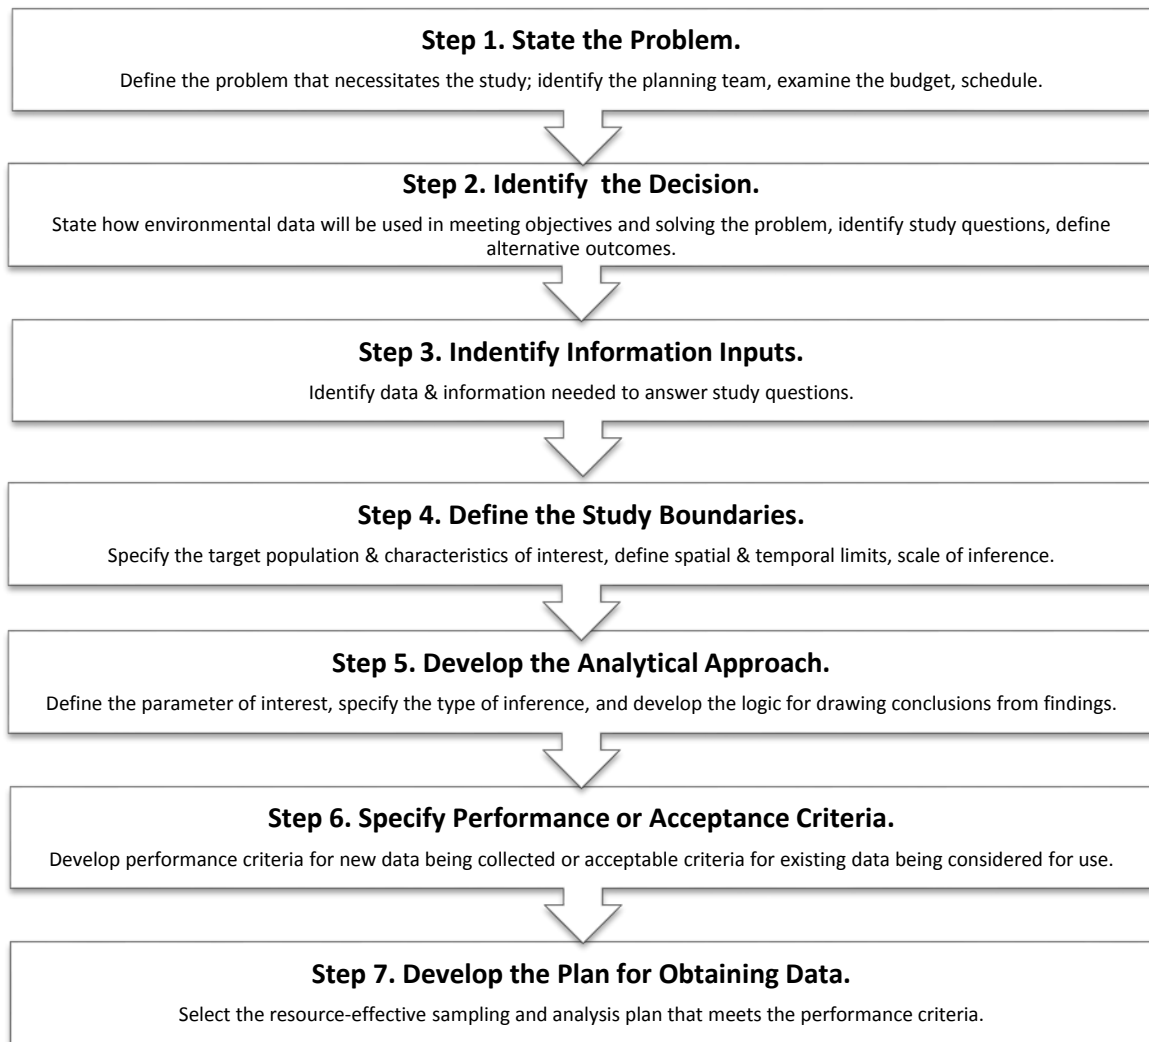 Step 1. State the Problem.
Define the problem that necessitates the study; identify the planning team, examine the budget, schedule.
Step 2. Identify  the Decision.
State how environmental data will be used in meeting objectives and solving the problem, identify study questions, define
alternative outcomes.
Step 3. Indentify Information Inputs.
Identify data & information needed to answer study questions.
Step 4. Define the Study Boundaries.
Specify the target population & characteristics of interest, define spatial & temporal limits, scale of inference.
Step 5. Develop the Analytical Approach.
Define the parameter of interest, specify the type of inference, and develop the logic for drawing conclusions from findings.
Step 6. Specify Performance or Acceptance Criteria.
Develop performance criteria for new data being collected or acceptable criteria for existing data being considered for use.
Step 7. Develop the Plan for Obtaining Data.
Select the resource-effective sampling and analysis plan that meets the performance criteria.